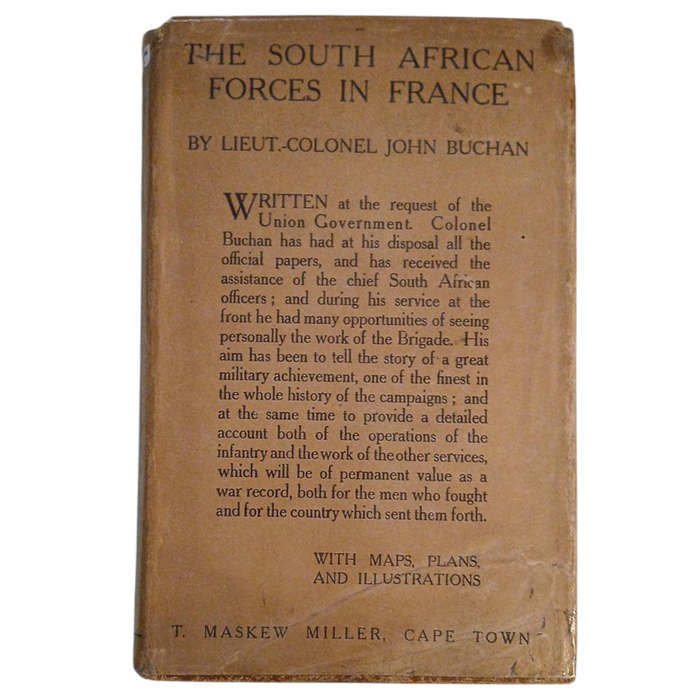 THE SOUTH AFRICAN
FORCES IN FRANCE
BY LIEUT.-COLONEL JOHN BUCHAN
WRITTEN at the request of the
Union Government. Colonel
Buchan has had at his disposal all the
official papers, and has received the
assistance of the chief South African
officers; and during his service at the
front he had many opportunities of seeing
personally the work of the Brigade. His
aim has been to tell the story of a great
military achievement, one of the finest in
the whole history of the campaigns; and
at the same time to provide a detailed
account both of the operations of the
infantry and the work of the other services,
which will be of permanent value as a
war record, both for the men who fought
and for the country which sent them forth.
WITH MAPS, PLANS,
AND ILLUSTRATIONS
T. MASKEW MILLER, CAPE TOWN